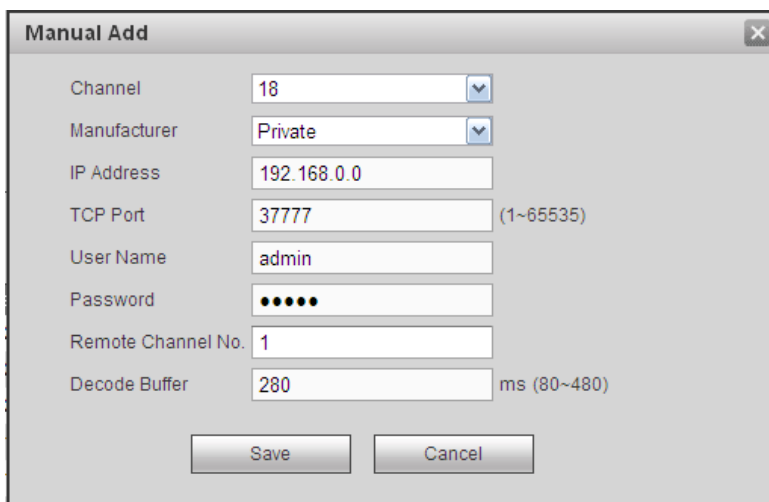 Manual Add
Channel 18
Manufacturer Private
IP Address 192.168.0.0
TCP Port 37777 (1~65535)
User Name admin
Password ●●●●●
Remote Channel No. 1
Decode Buffer 280 ms (80~480)
Save Cancel